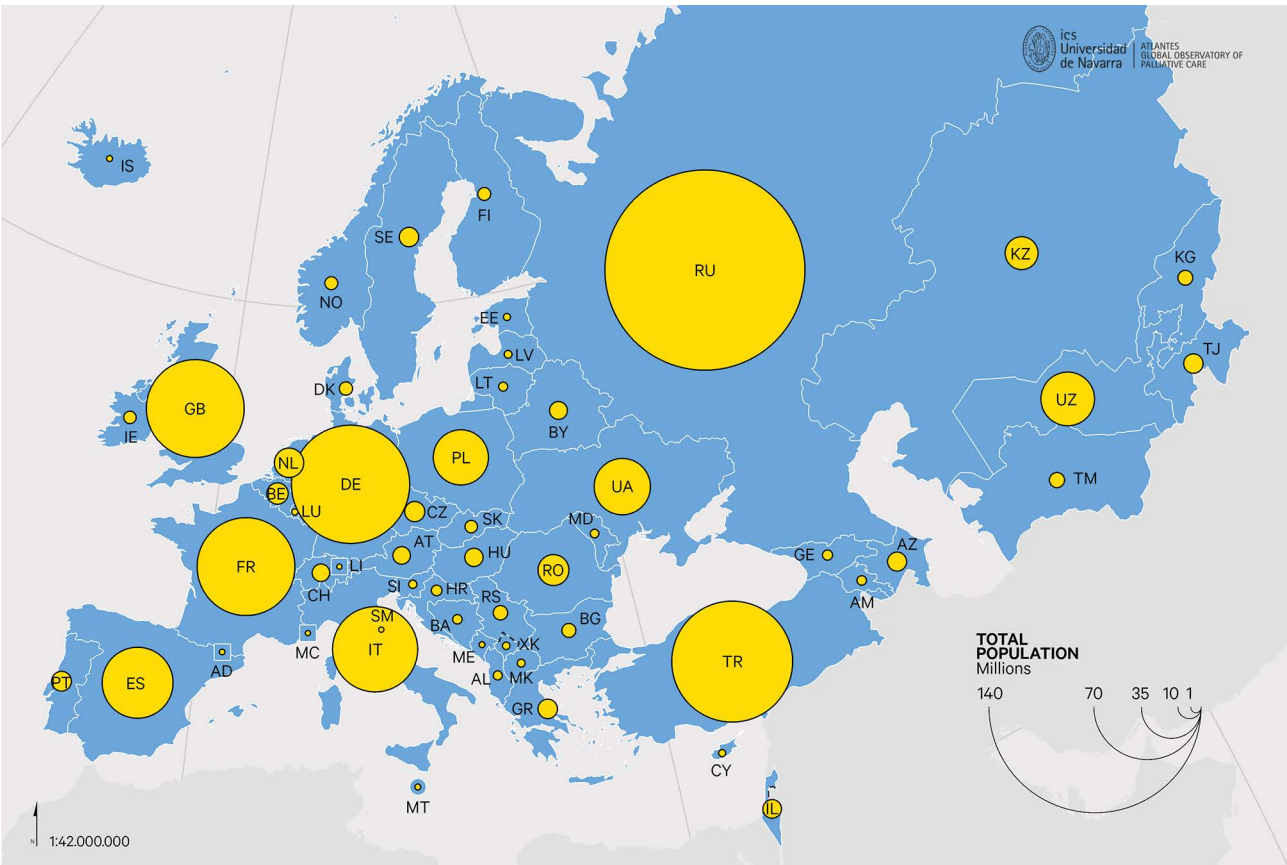 ics
Universidad
de Navarra
ATLANTES
GLOBAL OBSERVATORY OF
PALLIATIVE CARE
IS
FI
SE
RU
KZ
KG
NO
EE
TJ
LV
LT
DK
UZ
GB
IE
BY
PL
NL
TM
DE
UA
BE
LU
CZ
SK
MD
AT
AZ
HU
GE
FR
LI
RO
CH
SI
HR
AM
RS
SM
BA
BG
MC
IT
ME
XK
TR
AD
AL
MK
PT
ES
GR
CY
MT
IL
TOTAL
POPULATION
Millions
140 70 35 10 1
N
1:42.000.000